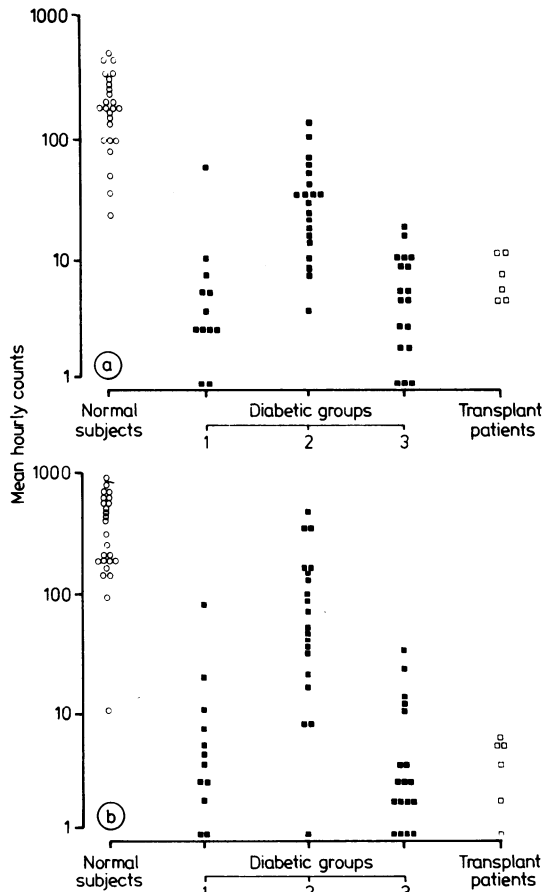 Mean hourly counts
1000
100
10
1
a
Normal subjects
Diabetic groups
1 2 3
Transplant patients
1000
100
10
1
b
Normal subjects
Diabetic groups
1 2 3
Transplant patients